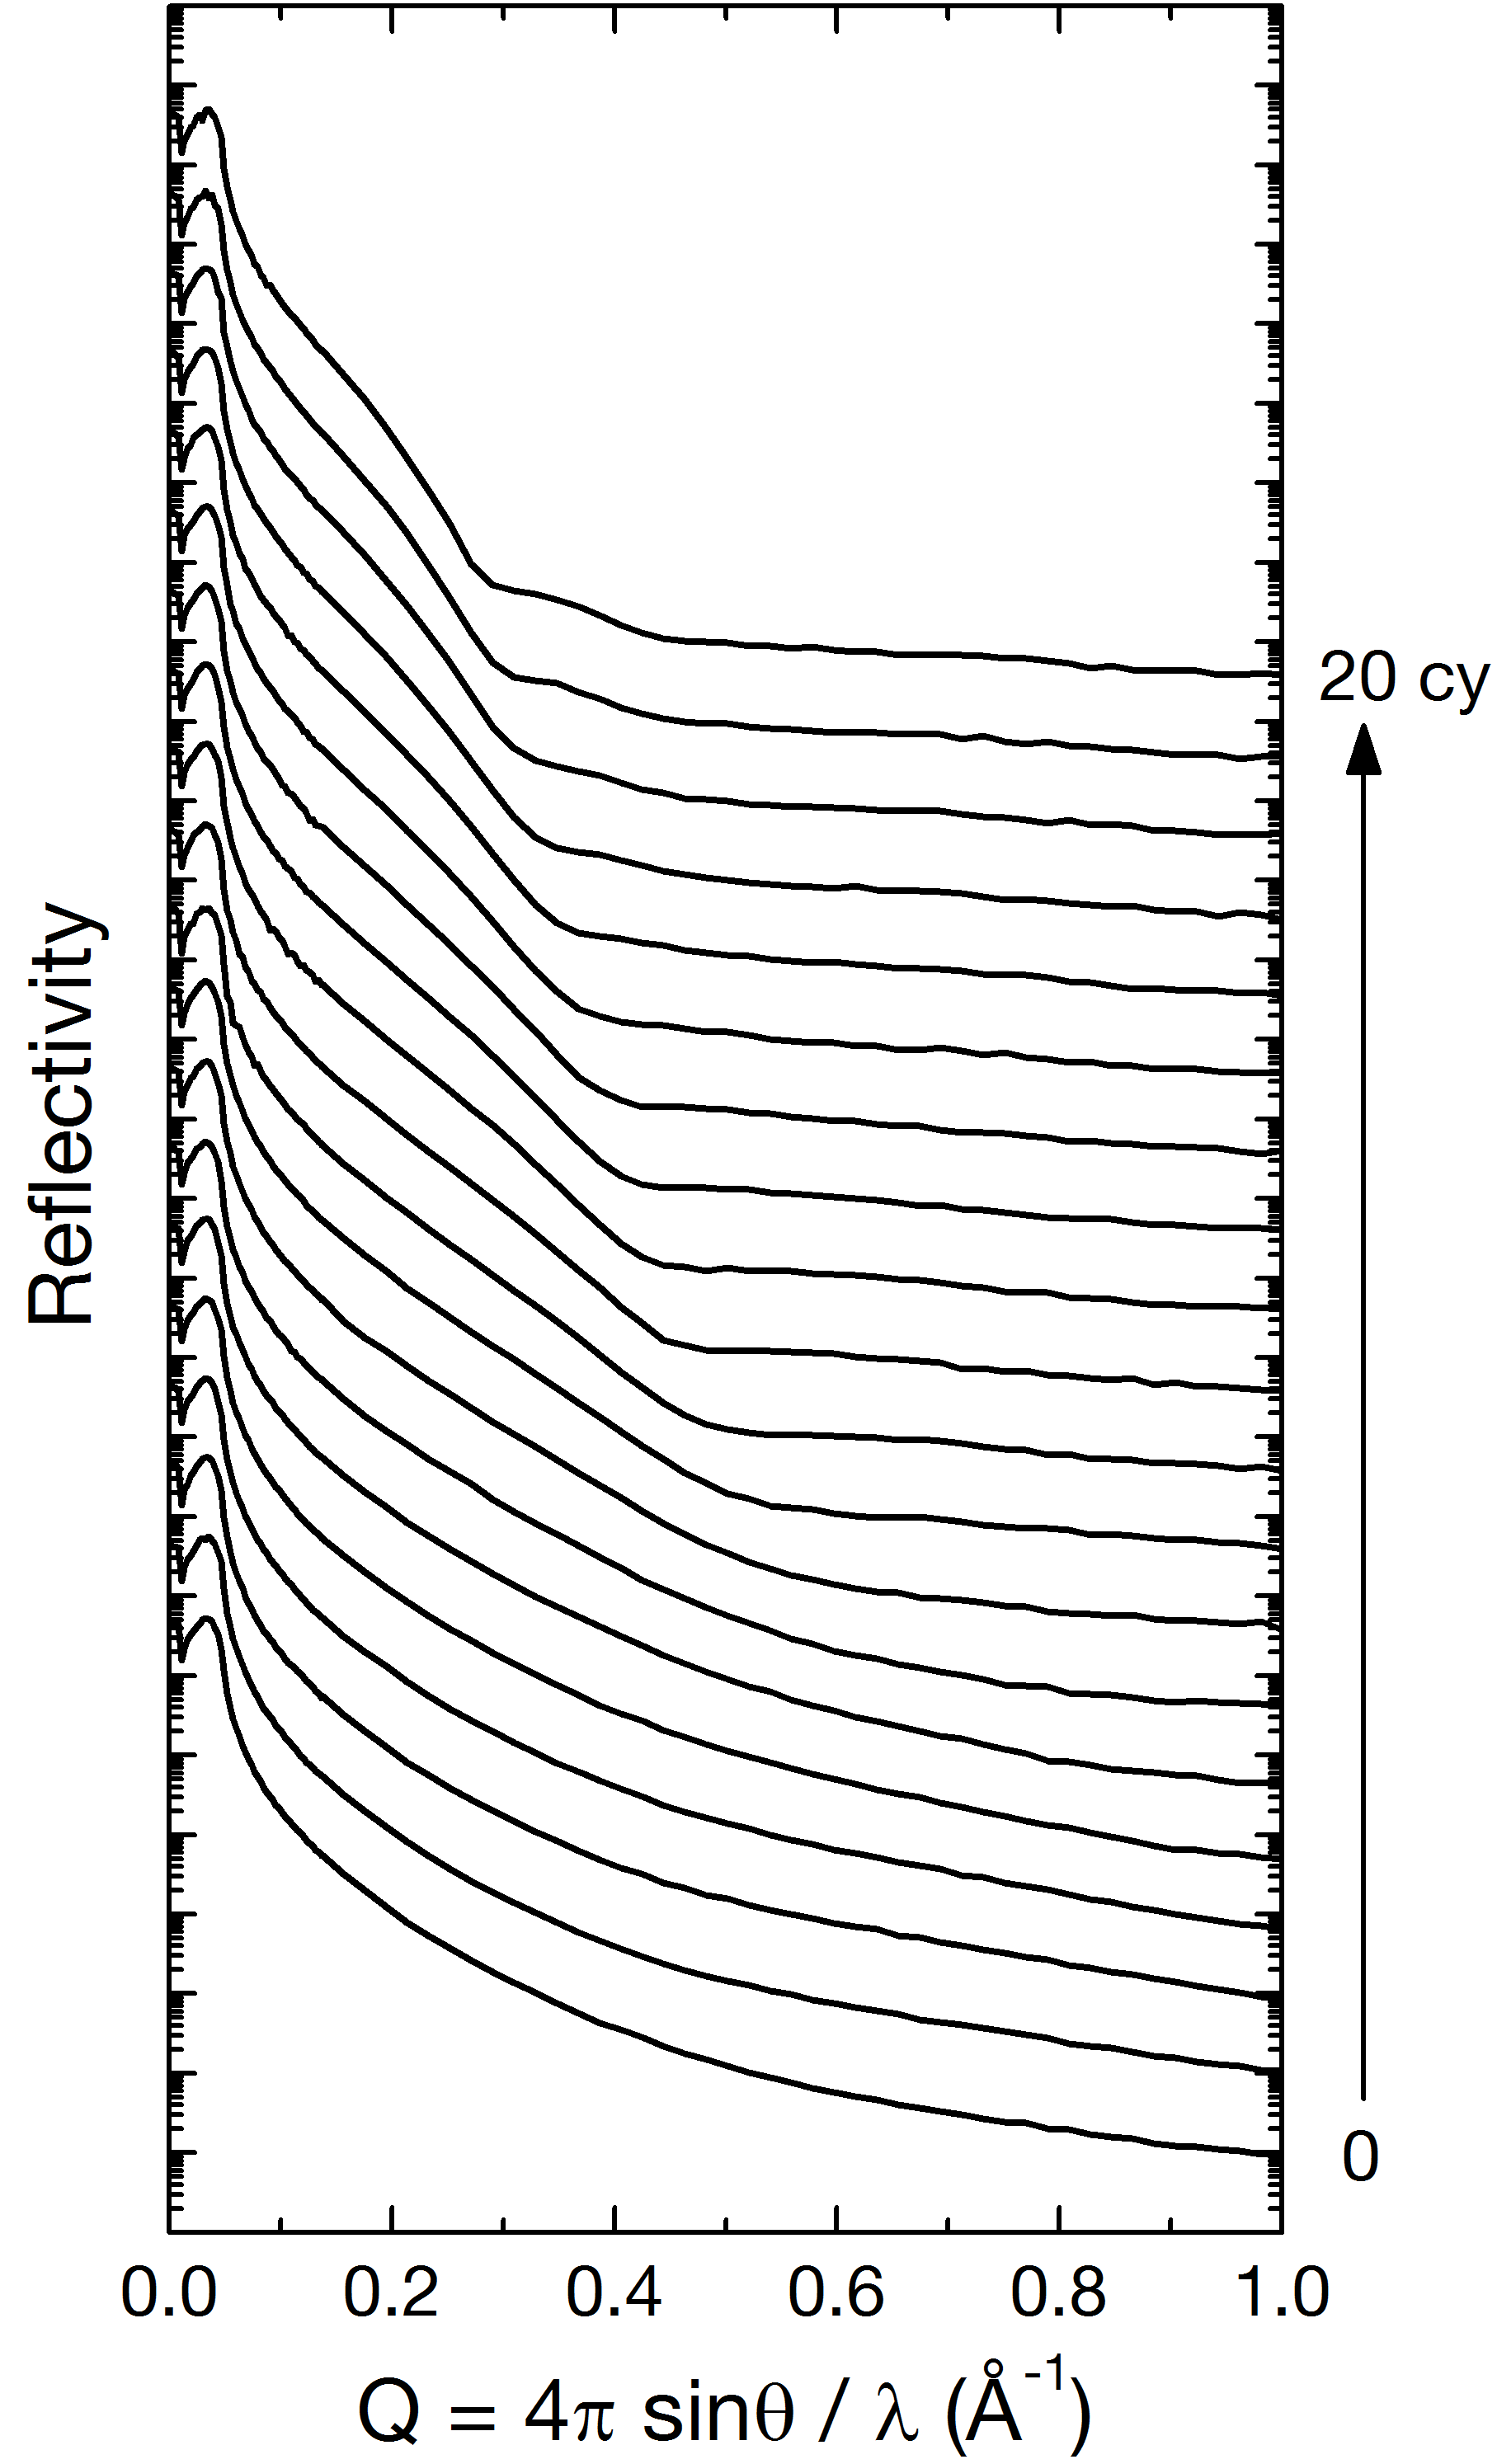 Reflectivity
20 cy
0
0.0 0.2 0.4 0.6 0.8 1.0
Q = 4π sinθ / λ (Å⁻¹)